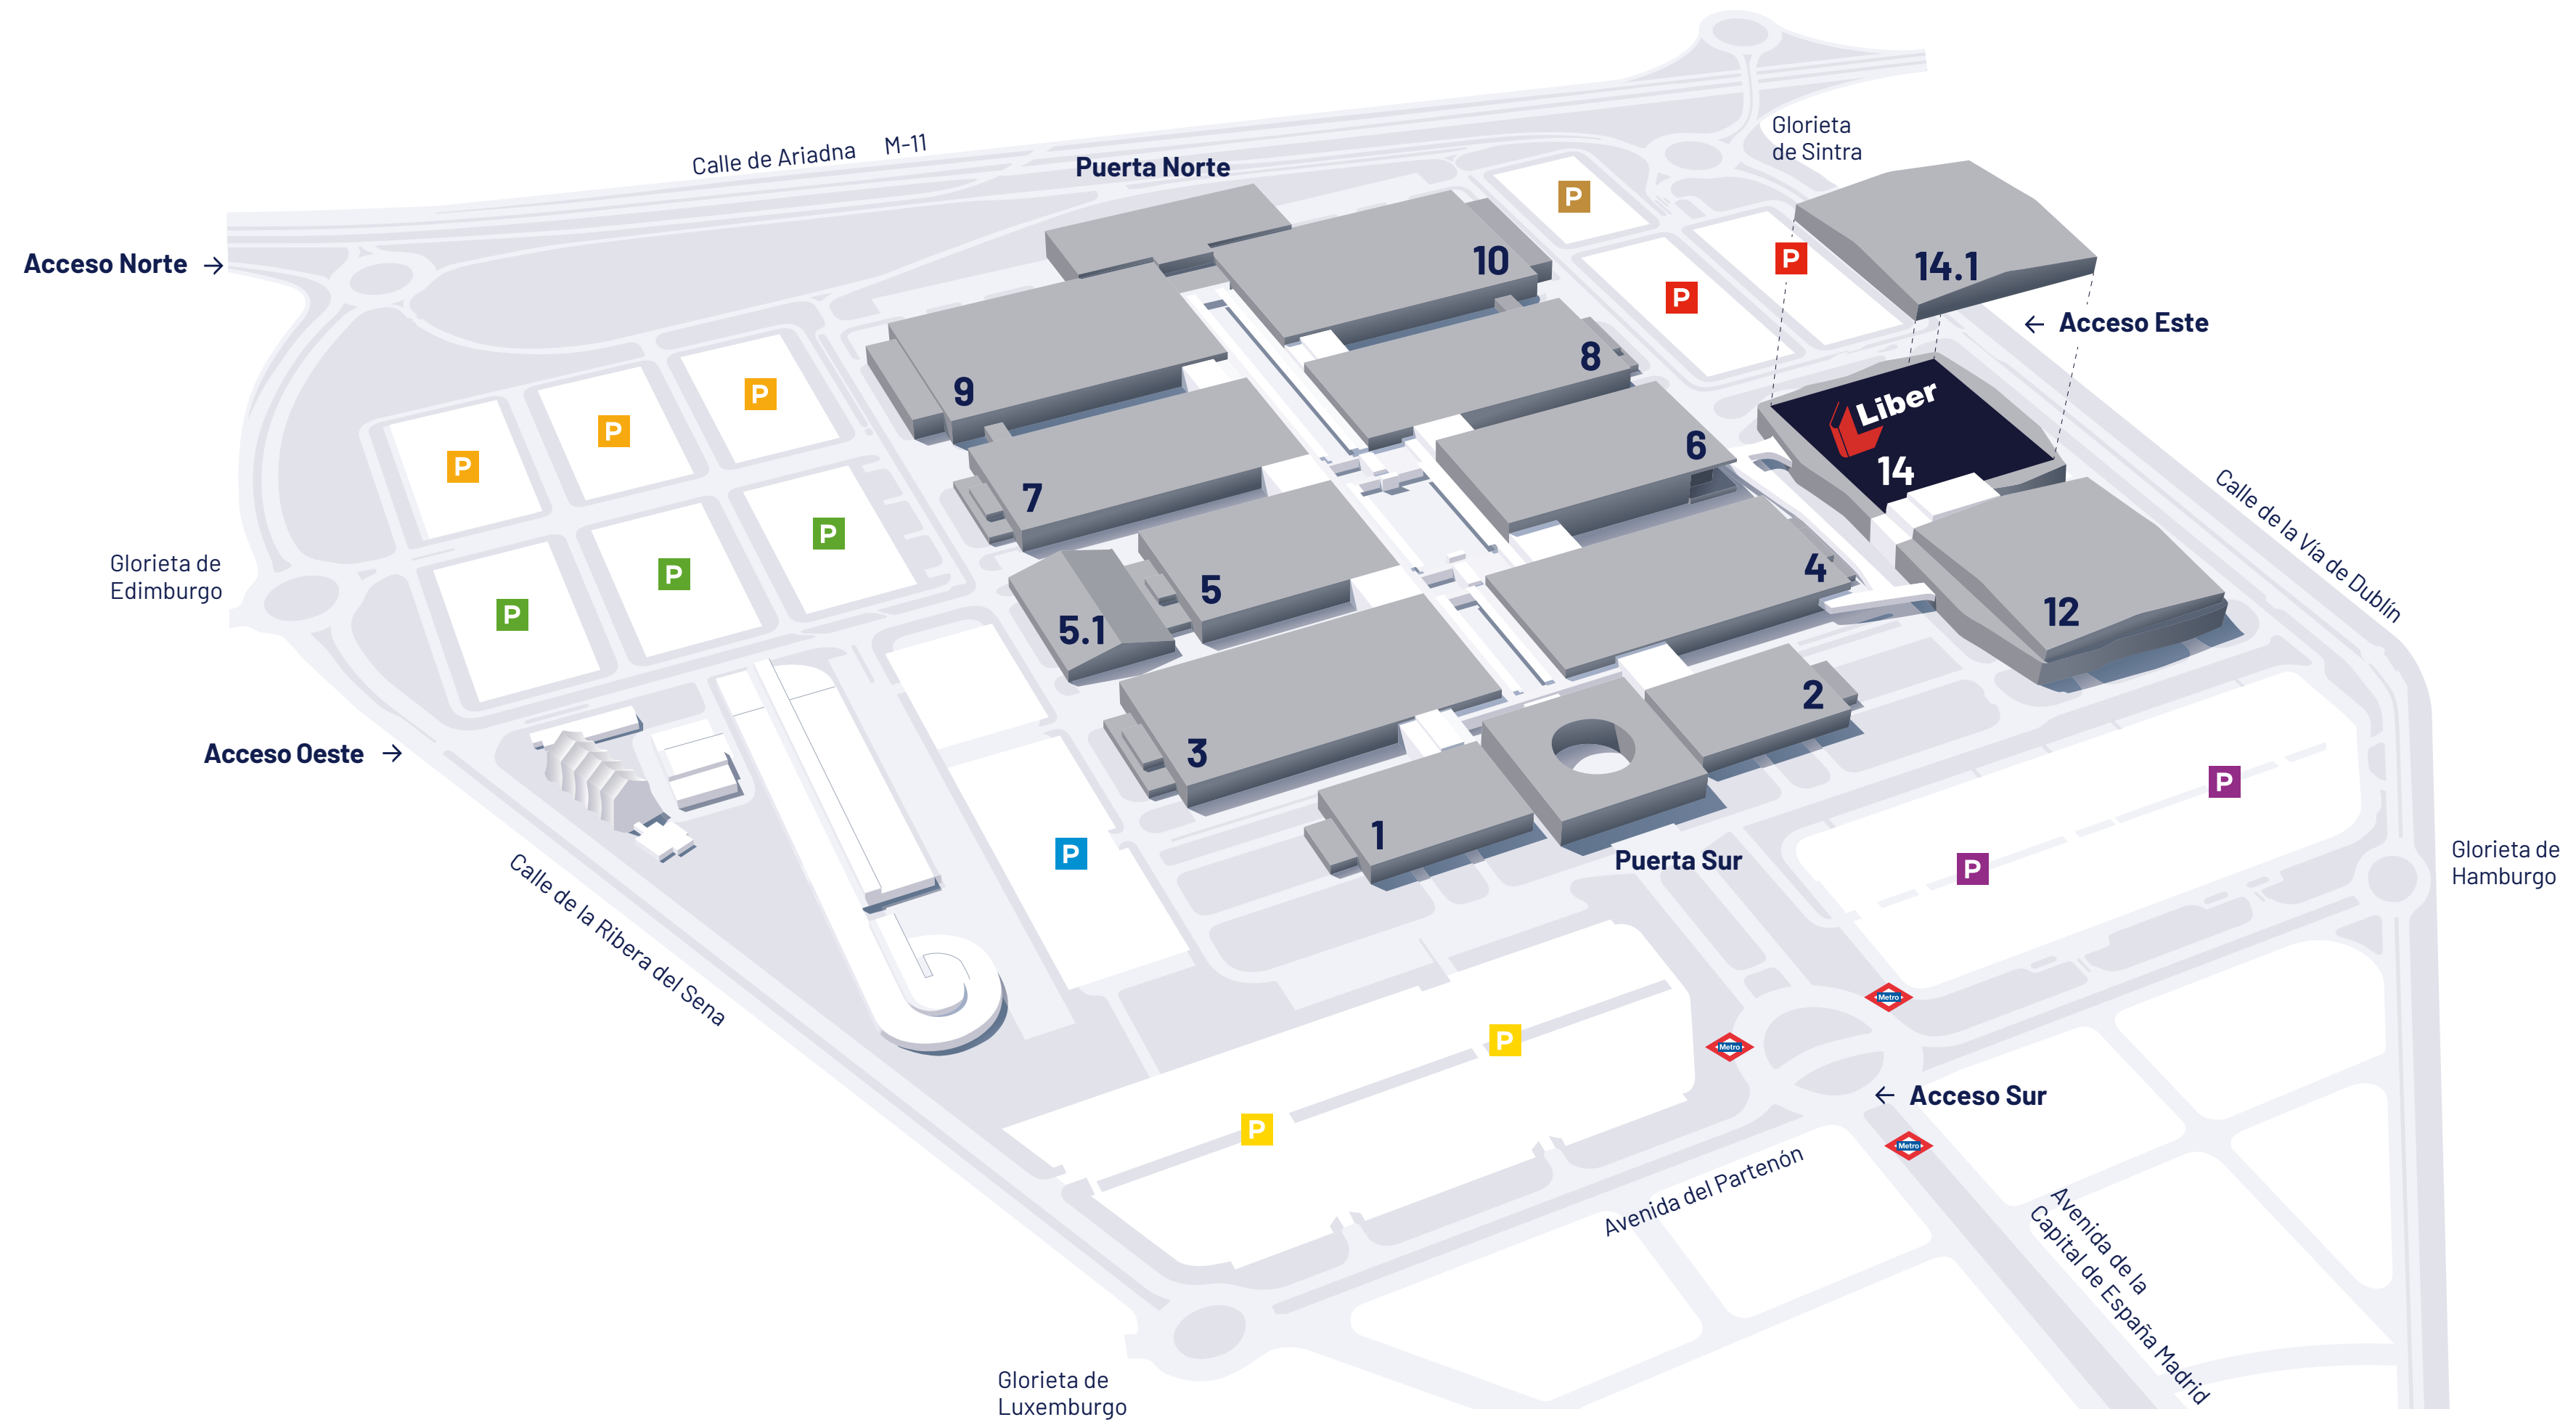 Glorieta
de Sintra
Calle de Ariadna M-11
Puerta Norte
P
Acceso Norte →
10
P
14.1
P
← Acceso Este
8
9
P
Liber
P
6
14
P
7
Calle de la Vía de Dublín
P
Glorieta de
Edimburgo
P
4
5
P
12
5.1
2
Acceso Oeste →
3
P
1
P
Puerta Sur
Glorieta de
Hamburgo
P
Calle de la Ribera del Sena
Metro
P
Metro
← Acceso Sur
P
Metro
Avenida del Partenón
Avenida de la
Capital de España Madrid
Glorieta de
Luxemburgo